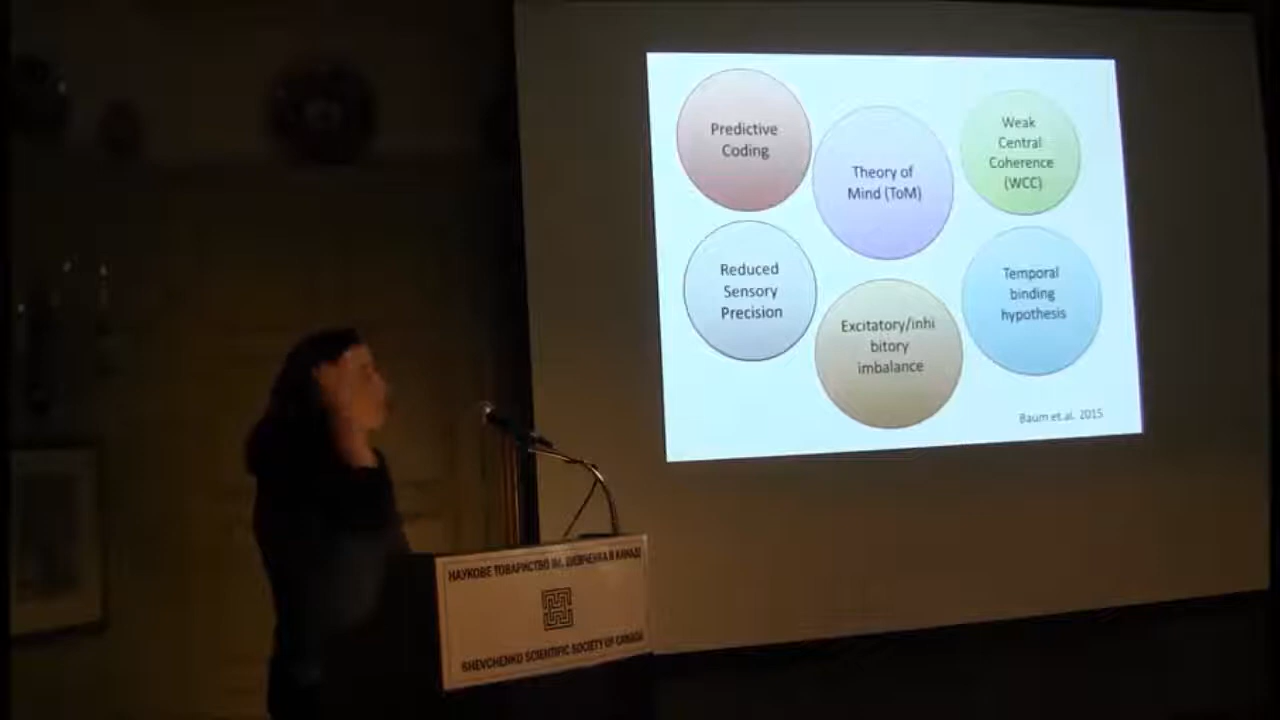 Predictive
Coding
Theory of
Mind (ToM)
Weak
Central
Coherence
(WCC)
Reduced
Sensory
Precision
Excitatory/inhi
bitory
imbalance
Temporal
binding
hypothesis
Baum et.al. 2015
НАУКОВЕ ТОВАРИСТВО ІМ. ШЕВЧЕНКА В КАНАДІ
SHEVCHENKO SCIENTIFIC SOCIETY OF CANADA